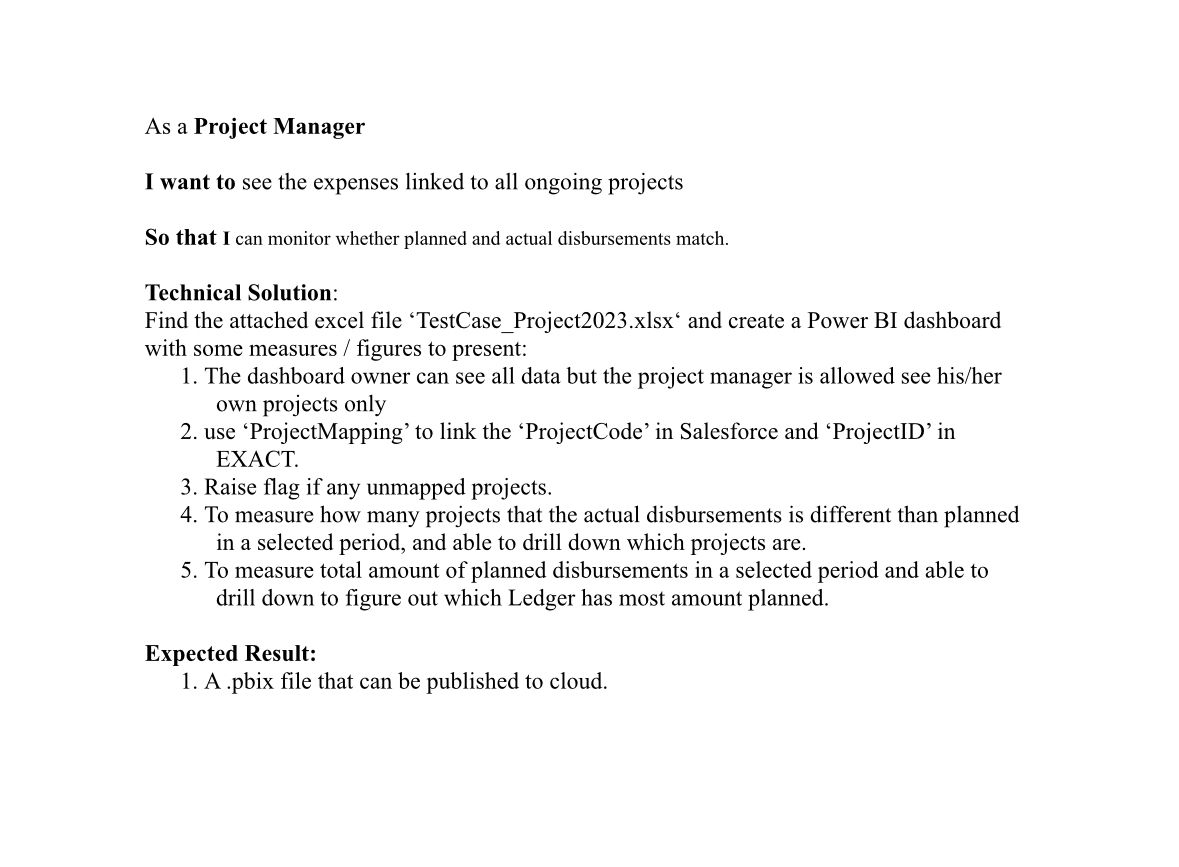 As a Project Manager
I want to see the expenses linked to all ongoing projects
So that I can monitor whether planned and actual disbursements match.
Technical Solution:
Find the attached excel file ‘TestCase_Project2023.xlsx‘ and create a Power BI dashboard
with some measures / figures to present:
1. The dashboard owner can see all data but the project manager is allowed see his/her
own projects only
2. use ‘ProjectMapping’ to link the ‘ProjectCode’ in Salesforce and ‘ProjectID’ in
EXACT.
3. Raise flag if any unmapped projects.
4. To measure how many projects that the actual disbursements is different than planned
in a selected period, and able to drill down which projects are.
5. To measure total amount of planned disbursements in a selected period and able to
drill down to figure out which Ledger has most amount planned.
Expected Result:
1. A .pbix file that can be published to cloud.